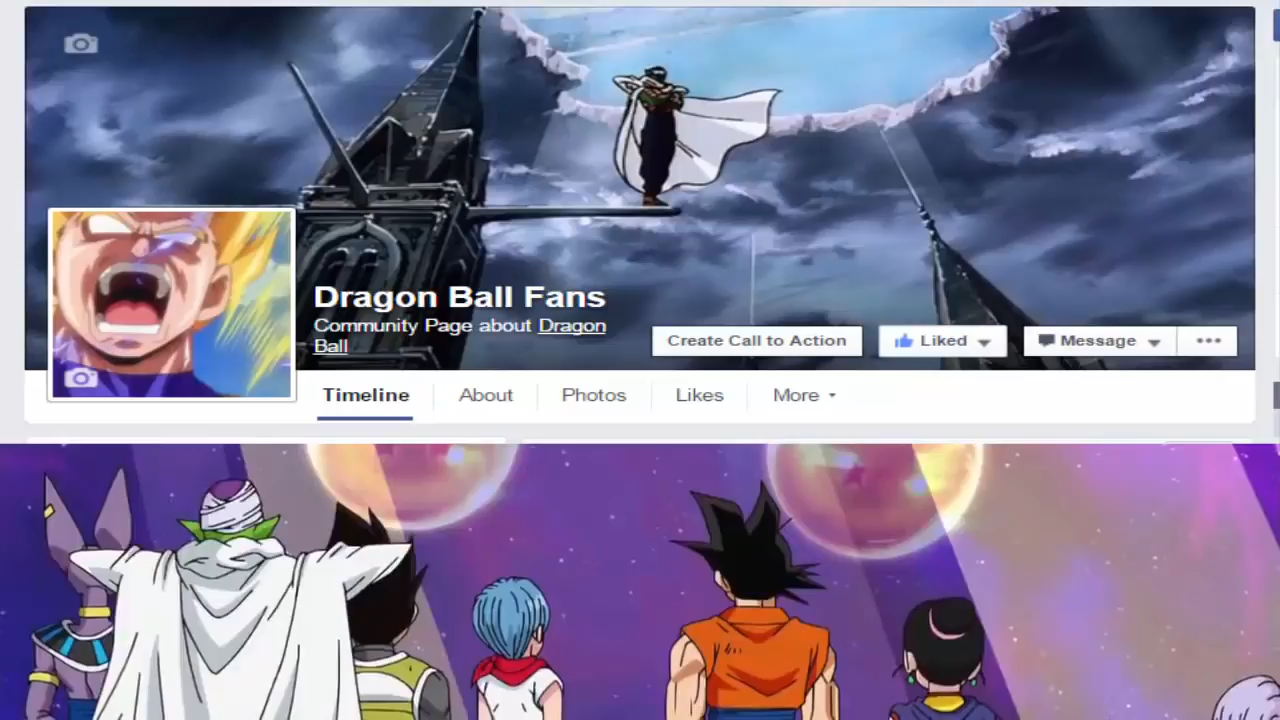 Dragon Ball Fans
Community Page about Dragon
Ball
Create Call to Action
Liked
Message
Timeline
About
Photos
Likes
More